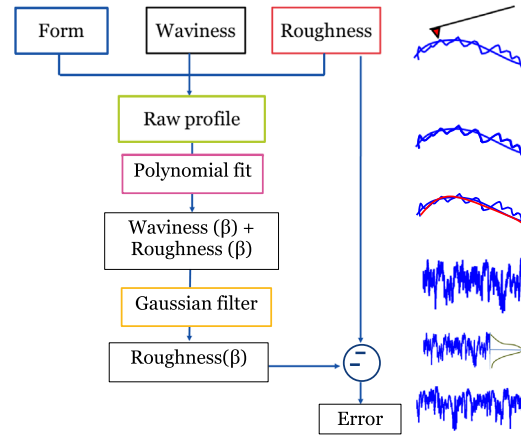 Form
Waviness
Roughness
Raw profile
Polynomial fit
Waviness (β) +
Roughness (β)
Gaussian filter
Roughness(β)
Error